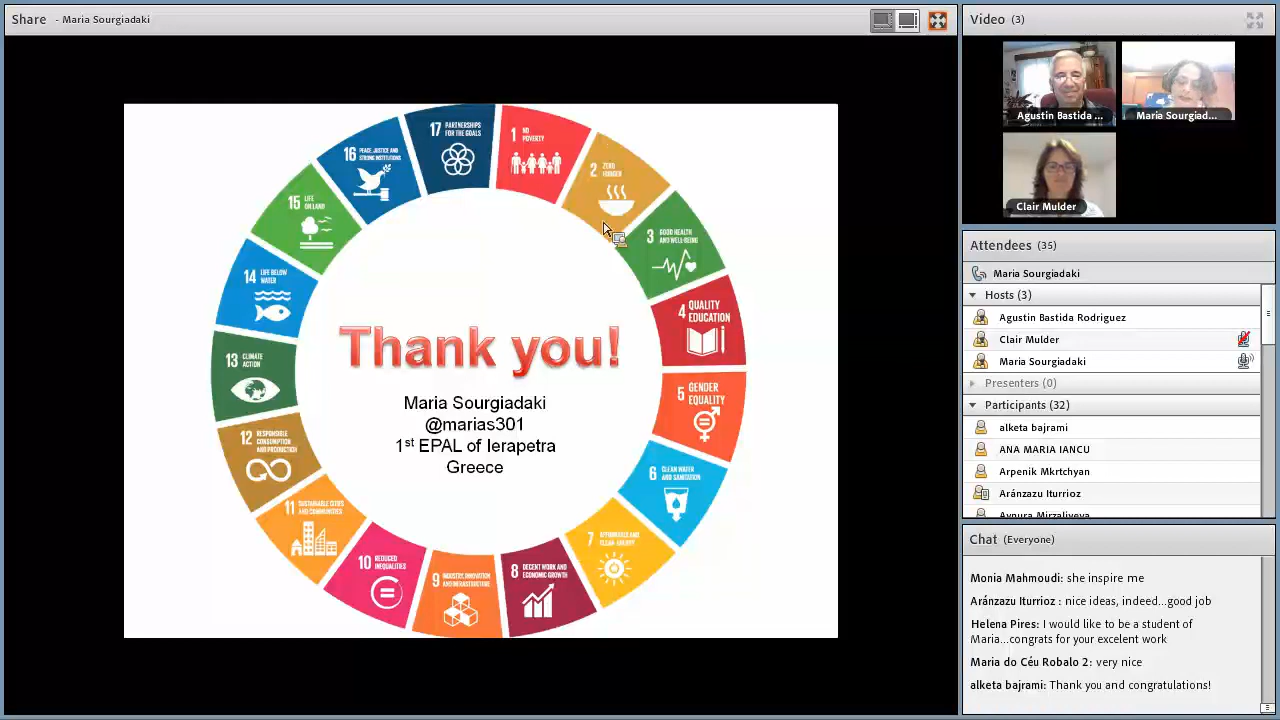 Share - Maria Sourgiadaki
17 PARTNERSHIPS
FOR THE GOALS
1 NO
POVERTY
2 ZERO
HUNGER
3 GOOD HEALTH
AND WELL-BEING
4 QUALITY
EDUCATION
5 GENDER
EQUALITY
6 CLEAN WATER
AND SANITATION
7 AFFORDABLE AND
CLEAN ENERGY
8 DECENT WORK AND
ECONOMIC GROWTH
9 INDUSTRY, INNOVATION
AND INFRASTRUCTURE
10 REDUCED
INEQUALITIES
11 SUSTAINABLE CITIES
AND COMMUNITIES
12 RESPONSIBLE
CONSUMPTION
AND PRODUCTION
13 CLIMATE
ACTION
14 LIFE BELOW
WATER
15 LIFE
ON LAND
16 PEACE, JUSTICE AND
STRONG INSTITUTIONS
Thank you!
Maria Sourgiadaki
@marias301
1st EPAL of Ierapetra
Greece
Video (3)
Agustin Bastida ...
Maria Sourgiad...
Clair Mulder
Attendees (35)
Maria Sourgiadaki
Hosts (3)
Agustin Bastida Rodriguez
Clair Mulder
Maria Sourgiadaki
Presenters (0)
Participants (32)
alketa bajrami
ANA MARIA IANCU
Arpenik Mkrtchyan
Aránzazu Iturrioz
Aynura Mirzaliyeva
Chat (Everyone)
Monia Mahmoudi: she inpire me
Aránzazu Iturrioz : nice ideas, indeed...good job
Helena Pires: I would like to be a student of
Maria...congrats for your excelent work
Maria do Céu Robalo 2: very nice
alketa bajrami: Thank you and congratulations!